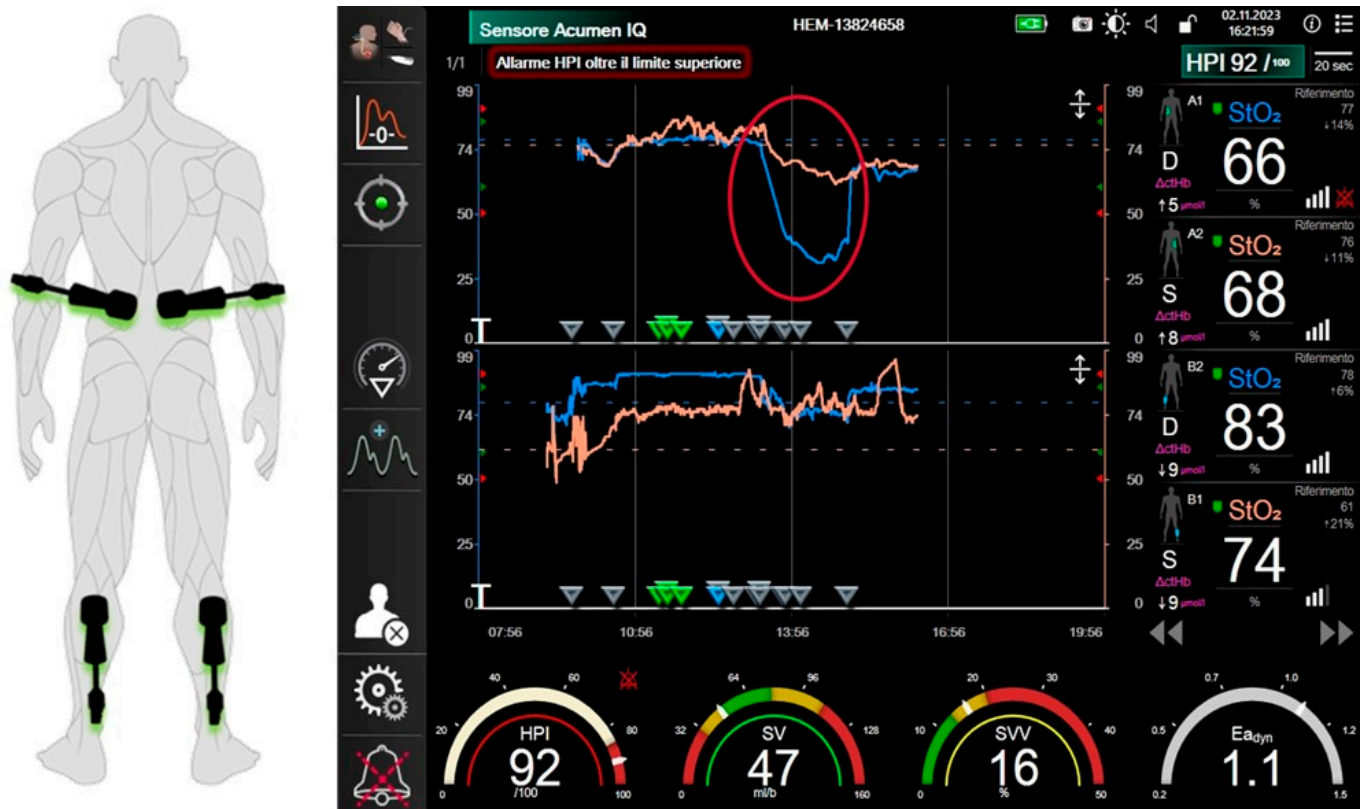 Sensore Acumen IQ
HEM-13824658
02.11.2023
16:21:59
1/1
Allarme HPI oltre il limite superiore
HPI 92 /100
20 sec
-0-
99
74
50
25
0
99
74
50
25
0
T
A1
StO₂
Riferimento
77
↓14%
D
66
ΔctHb
↑5 µmol/l
%
A2
StO₂
Riferimento
76
↓11%
S
68
ΔctHb
↑8 µmol/l
%
99
74
50
25
0
99
74
50
25
0
T
B2
StO₂
Riferimento
78
↑6%
D
83
ΔctHb
↓9 µmol/l
%
B1
StO₂
Riferimento
61
↑21%
S
74
ΔctHb
↓9 µmol/l
%
07:56
10:56
13:56
16:56
19:56
0
20
40
60
80
100
HPI
92
/100
0
32
64
96
128
160
SV
47
ml/b
0
10
20
30
40
50
SVV
16
%
0.2
0.5
0.7
1.0
1.2
1.5
Eadyn
1.1